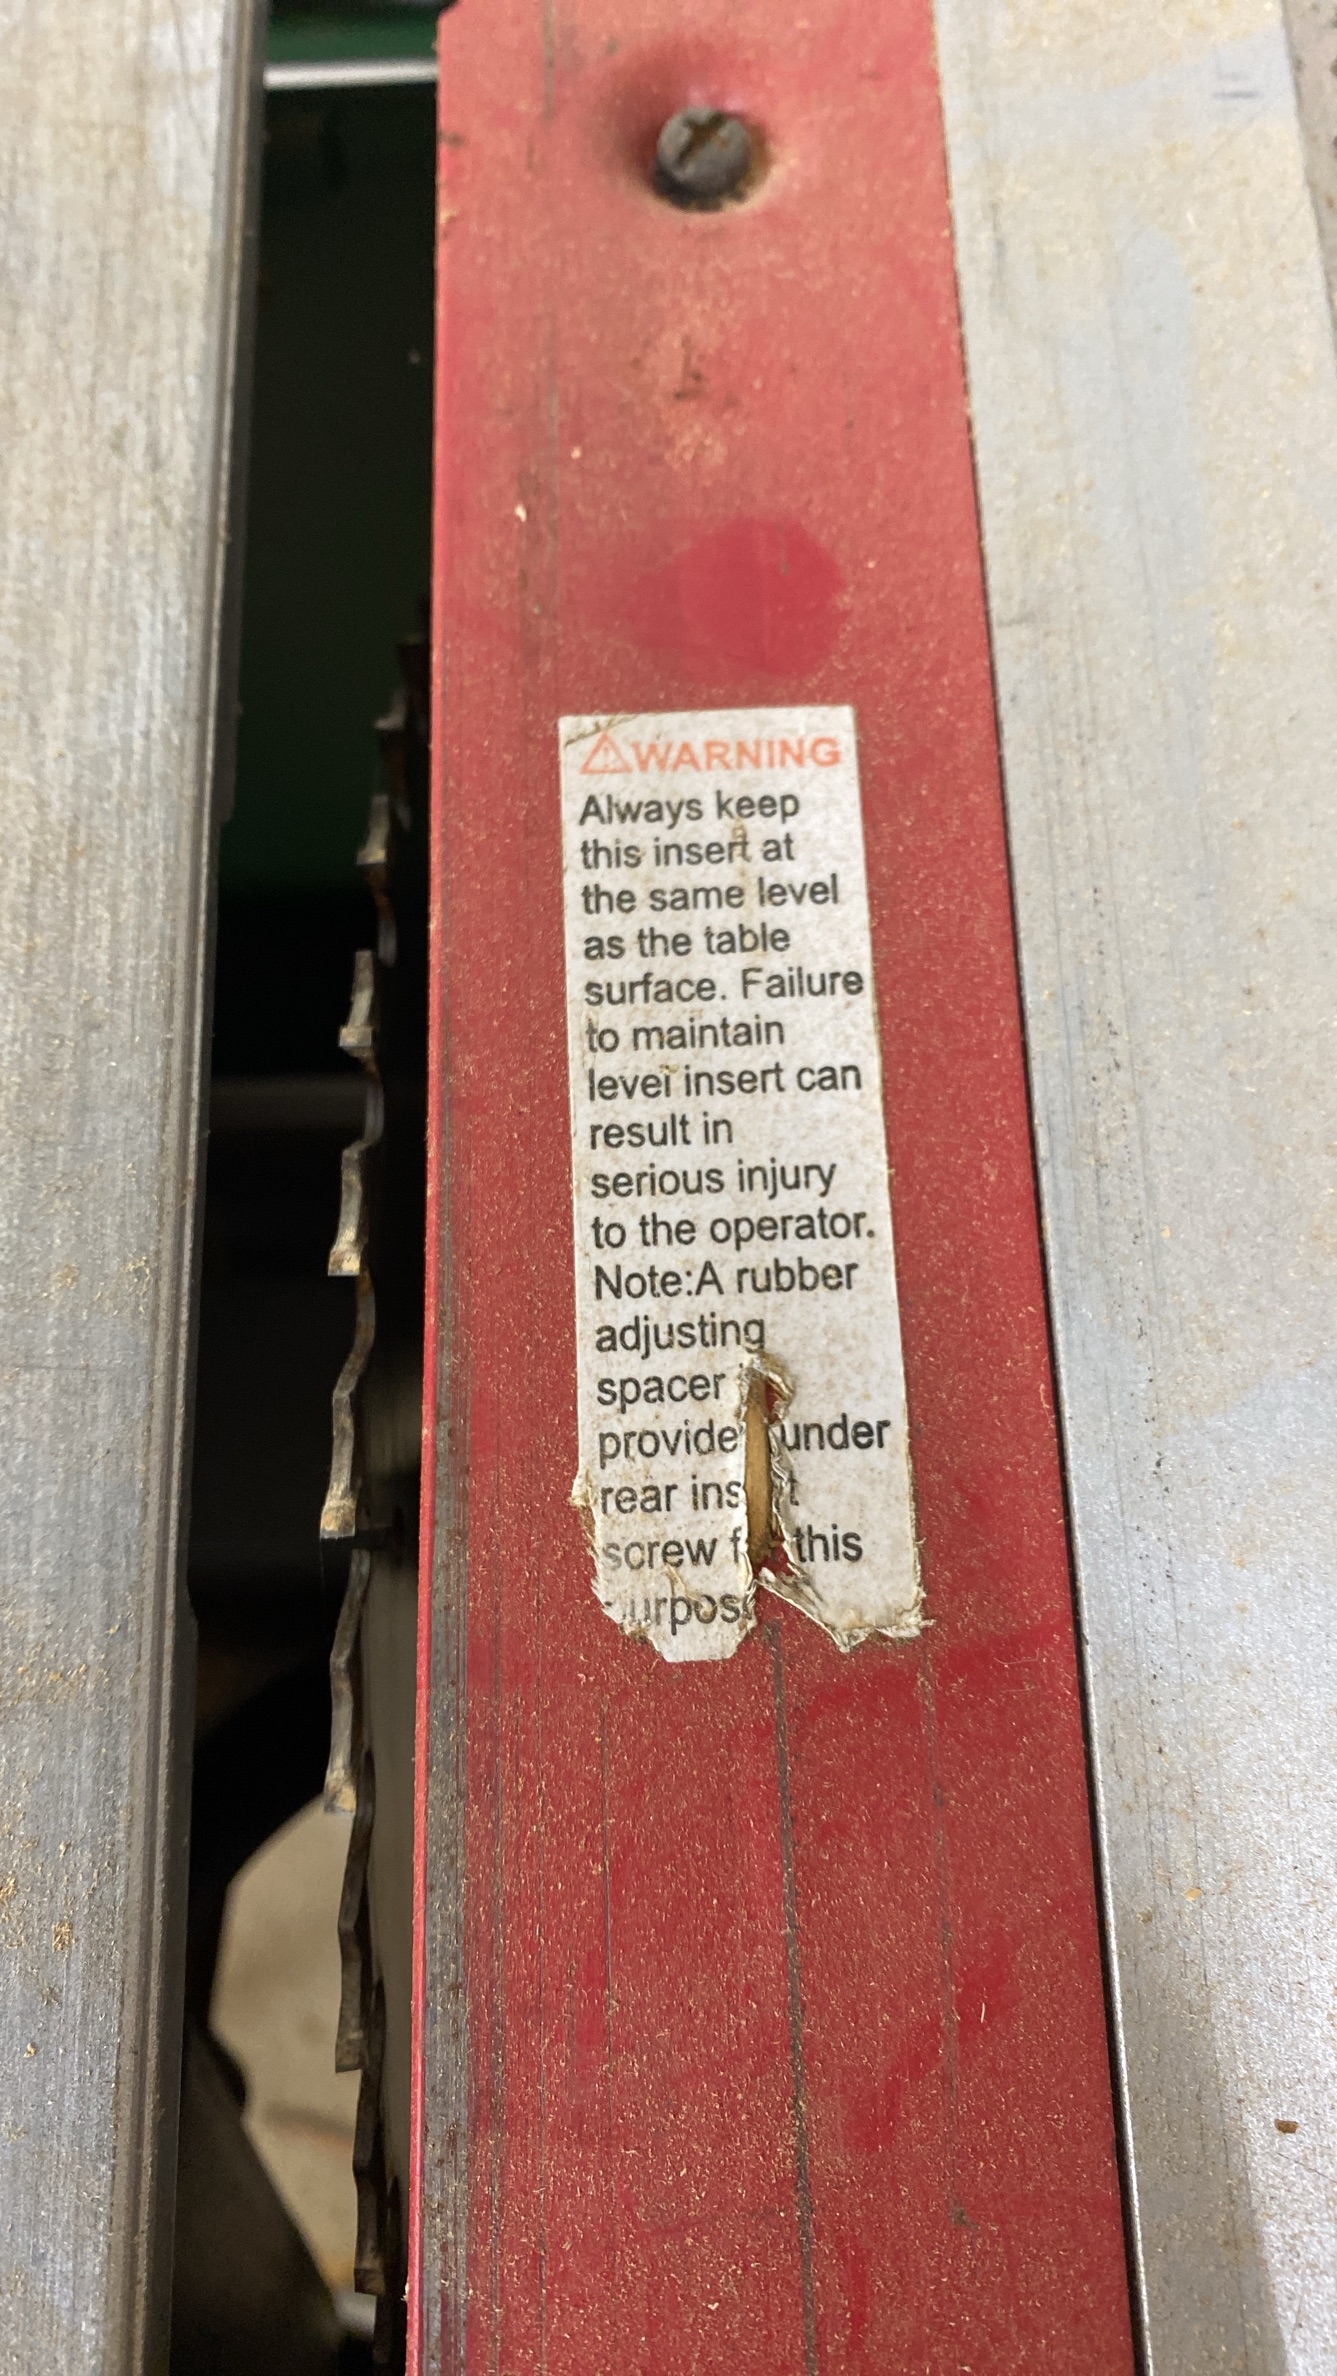 WARNING
Always keep
this insert at
the same level
as the table
surface. Failure
to maintain
level insert can
result in
serious injury
to the operator.
Note:A rubber
adjusting
spacer
under
rear
screw this